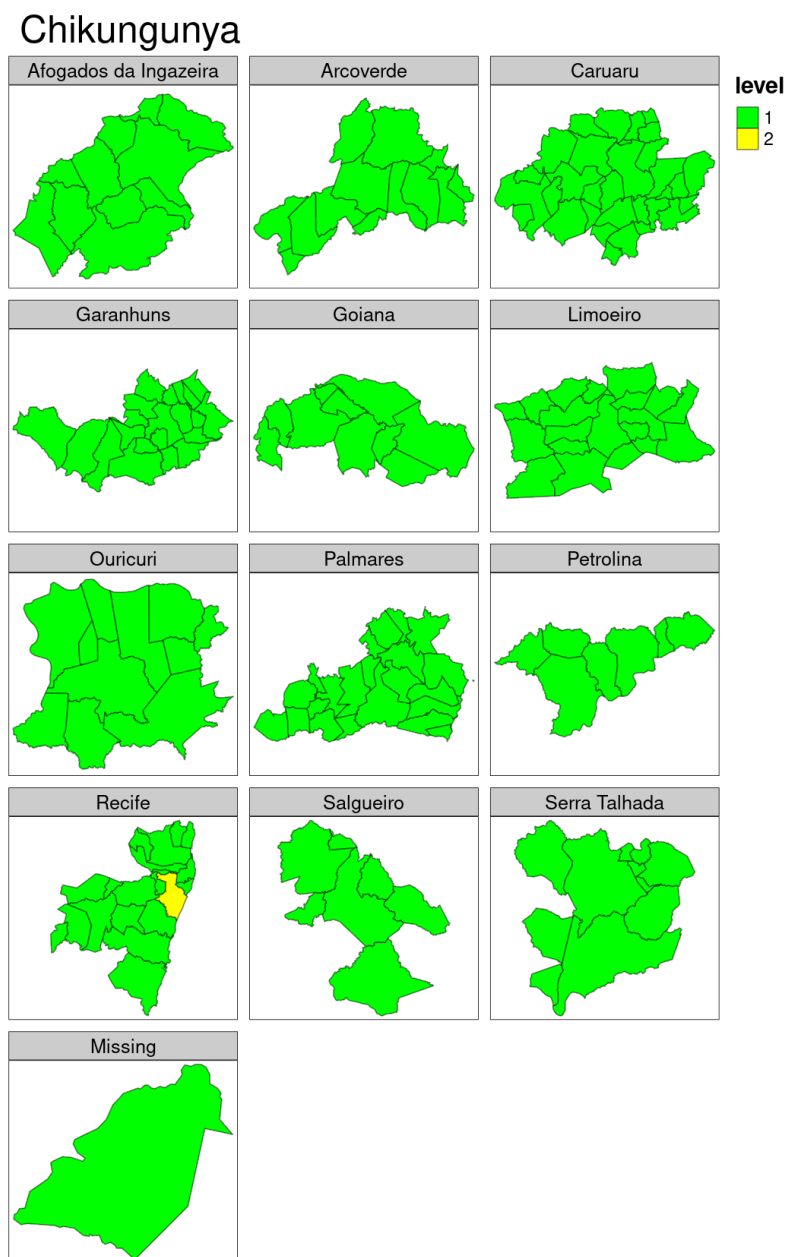 Chikungunya
Afogados da Ingazeira
Arcoverde
Caruaru
level
1
2
Garanhuns
Goiana
Limoeiro
Ouricuri
Palmares
Petrolina
Recife
Salgueiro
Serra Talhada
Missing